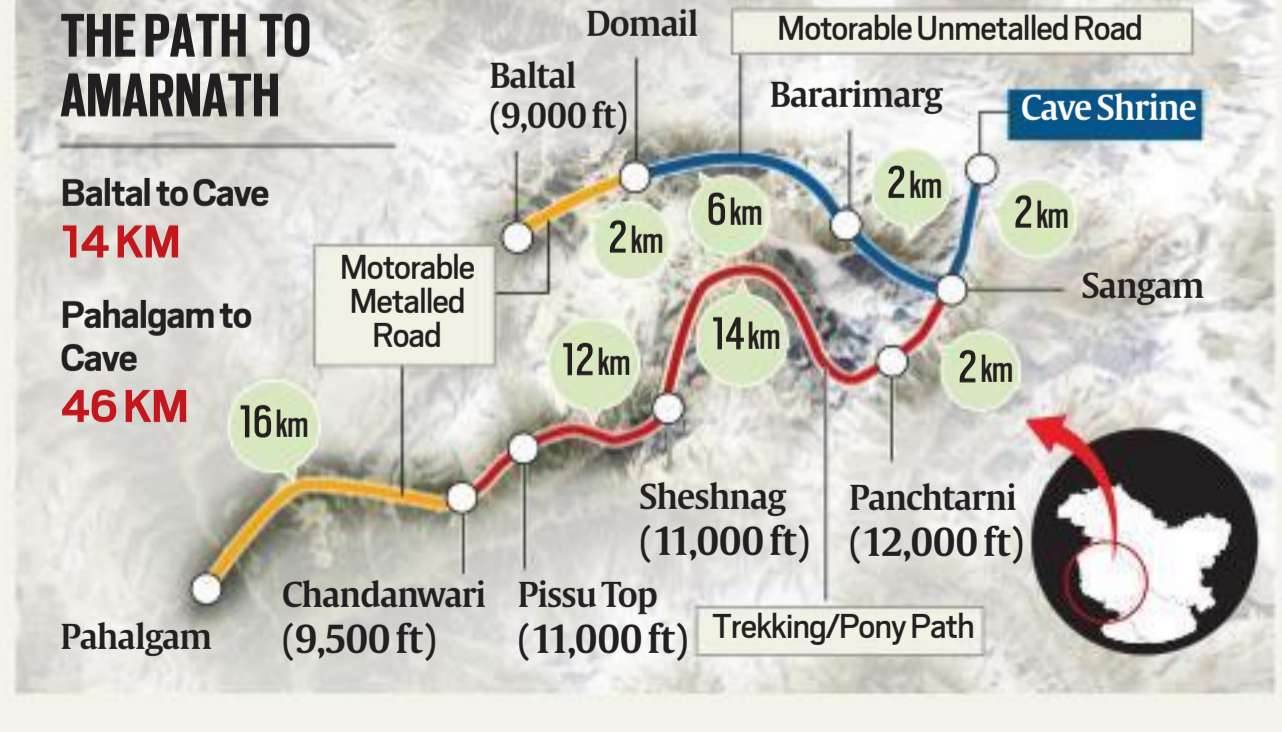 THE PATH TO
AMARNATH
Baltal to Cave
14 KM
Pahalgam to
Cave
46 KM
Domail
Motorable Unmetalled Road
Baltal
(9,000 ft)
Bararimarg
Cave Shrine
2 km
6 km
2 km
2 km
Sangam
Motorable
Metalled
Road
12 km
14 km
2 km
16 km
Sheshnag
(11,000 ft)
Panchtarni
(12,000 ft)
Chandanwari
(9,500 ft)
Pissu Top
(11,000 ft)
Pahalgam
Trekking/Pony Path